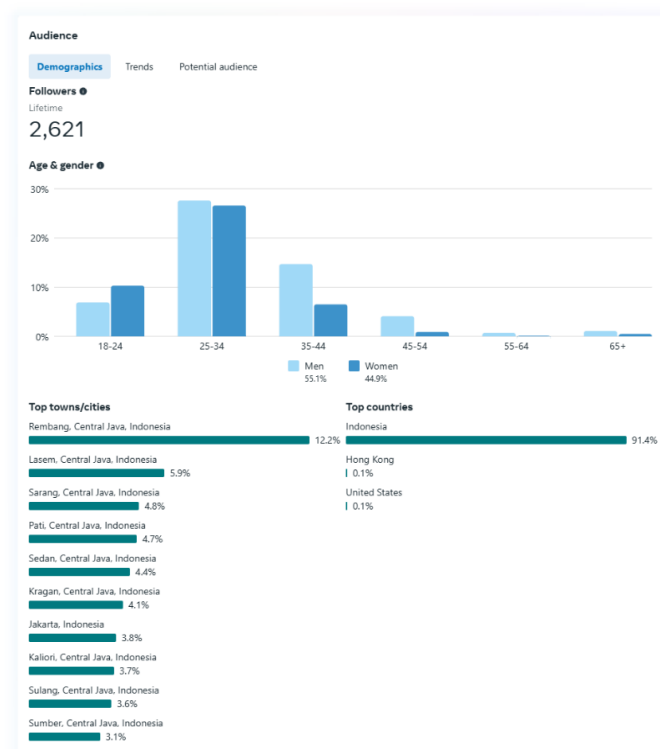 Audience
Demographics Trends Potential audience
Followers
Lifetime
2,621
Age & gender
30%
20%
10%
0%
18-24 25-34 35-44 45-54 55-64 65+
Men Women
55.1% 44.9%
Top towns/cities
Rembang, Central Java, Indonesia
12.2%
Lasem, Central Java, Indonesia
5.9%
Sarang, Central Java, Indonesia
4.8%
Pati, Central Java, Indonesia
4.7%
Sedan, Central Java, Indonesia
4.4%
Kragan, Central Java, Indonesia
4.1%
Jakarta, Indonesia
3.8%
Kaliori, Central Java, Indonesia
3.7%
Sulang, Central Java, Indonesia
3.6%
Sumber, Central Java, Indonesia
3.1%
Top countries
Indonesia
91.4%
Hong Kong
0.1%
United States
0.1%